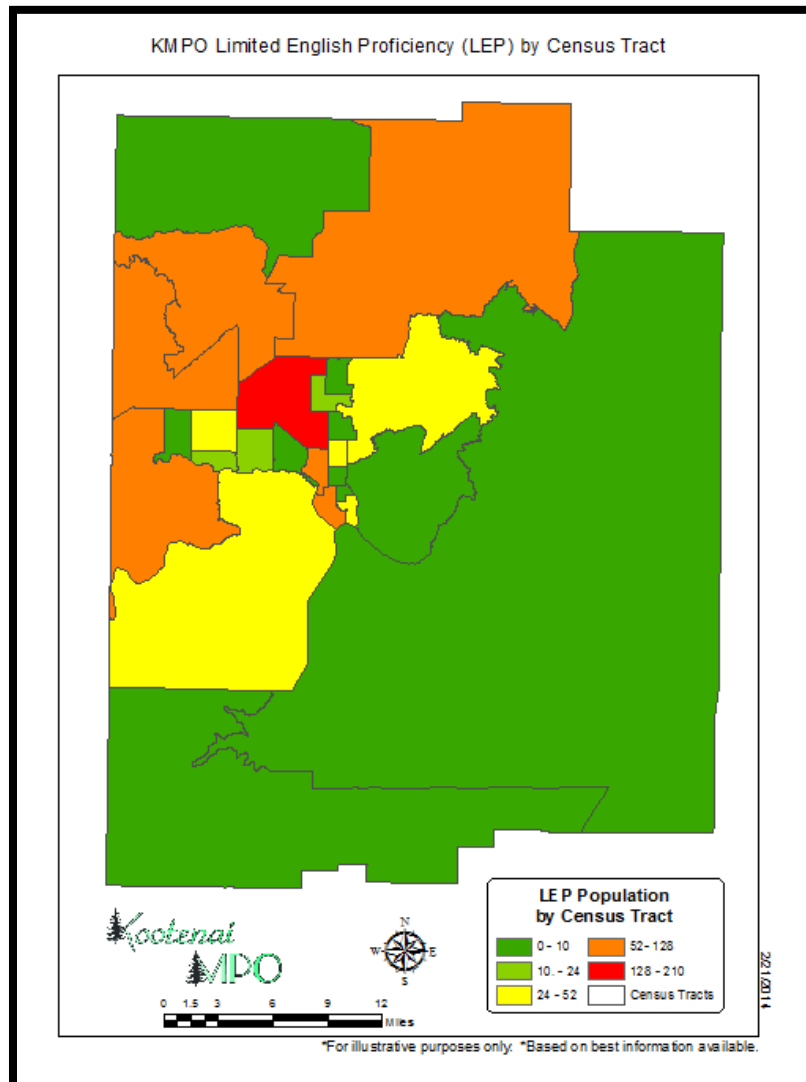 KMPO Limited English Proficiency (LEP) by Census Tract
LEP Population
by Census Tract
0 - 10
52 - 128
10. - 24
128 - 210
24 - 52
Census Tracts
Kootenai
MPO
N
W
E
S
0 1.5 3 6 9 12
Miles
2/21/2014
*For illustrative purposes only. *Based on best information available.